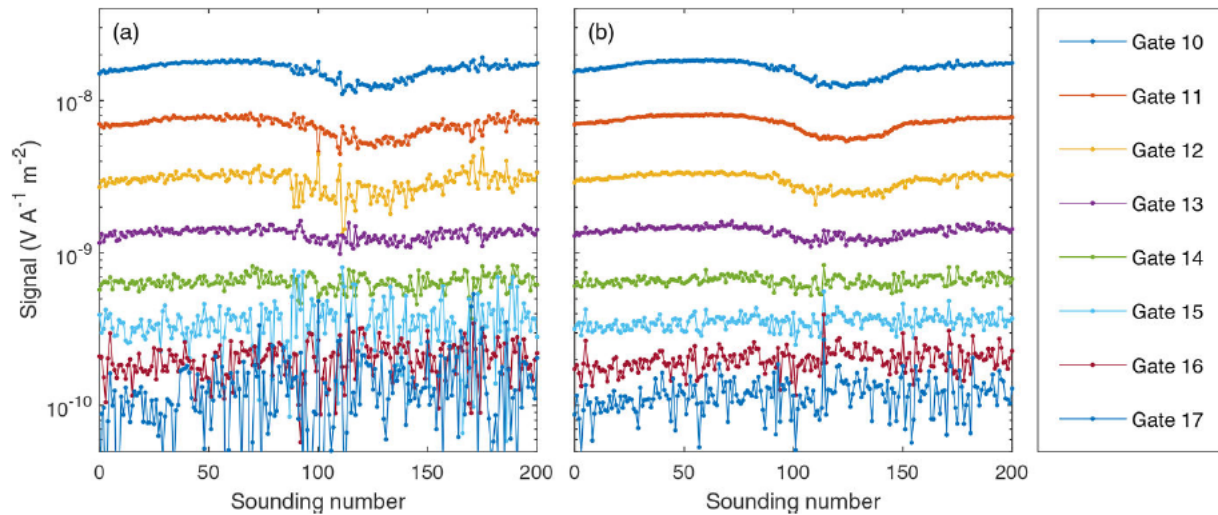 (a)
(b)
Signal (V A⁻¹ m⁻²)
10⁻⁸
10⁻⁹
10⁻¹⁰
0 50 100 150 200
0 50 100 150 200
Sounding number
Sounding number
Gate 10
Gate 11
Gate 12
Gate 13
Gate 14
Gate 15
Gate 16
Gate 17